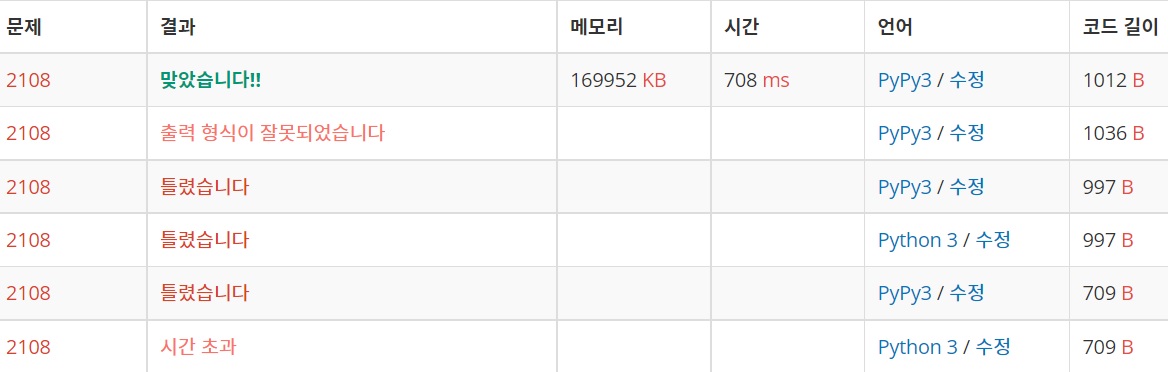 문제 결과 메모리 시간 언어 코드 길이
2108 맞았습니다!! 169952 KB 708 ms PyPy3 / 수정 1012 B
2108 출력 형식이 잘못되었습니다 PyPy3 / 수정 1036 B
2108 틀렸습니다 PyPy3 / 수정 997 B
2108 틀렸습니다 Python 3 / 수정 997 B
2108 틀렸습니다 PyPy3 / 수정 709 B
2108 시간 초과 Python 3 / 수정 709 B